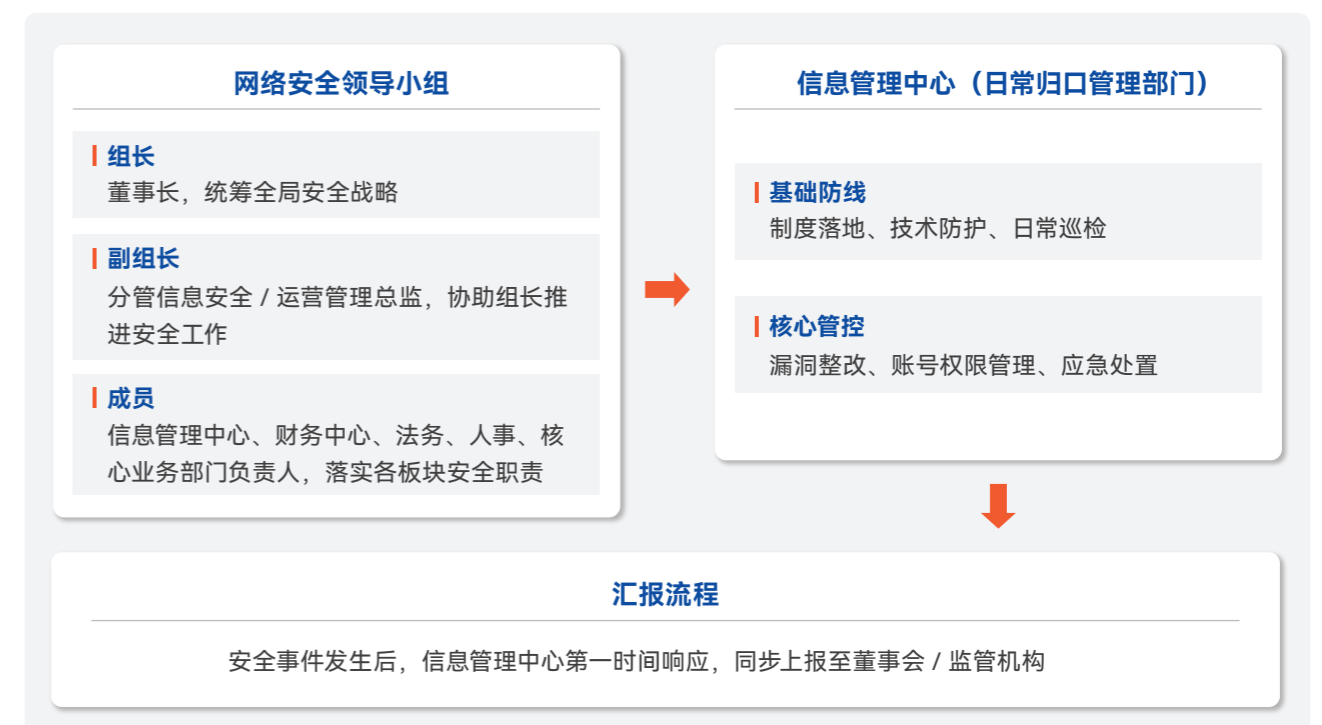 网络安全领导小组
组长
董事长，统筹全局安全战略
副组长
分管信息安全 / 运营管理总监，协助组长推
进安全工作
成员
信息管理中心、财务中心、法务、人事、核
心业务部门负责人，落实各板块安全职责
信息管理中心（日常归口管理部门）
基础防线
制度落地、技术防护、日常巡检
核心管控
漏洞整改、账号权限管理、应急处置
汇报流程
安全事件发生后，信息管理中心第一时间响应，同步上报至董事会 / 监管机构